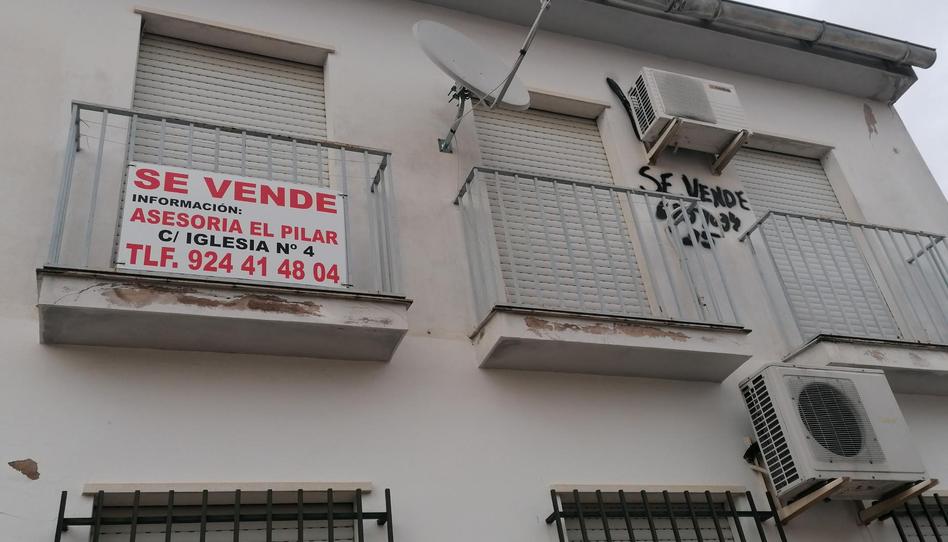 SE VENDE
INFORMACIÓN:
ASESORIA EL PILAR
C/ IGLESIA Nº 4
TLF. 924 41 48 04
SE VENDE